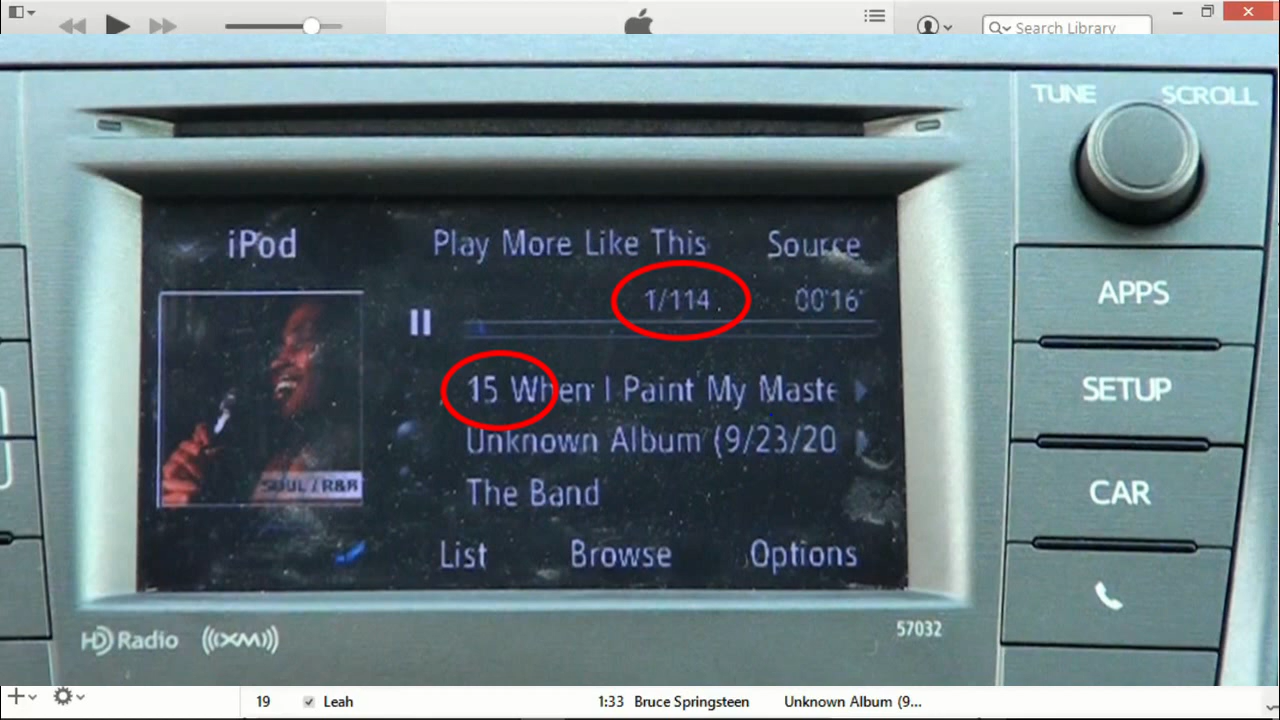 Search Library
TUNE SCROLL
iPod Play More Like This Source
1/114 00'16"
APPS
15 When I Paint My Maste
SETUP
Unknown Album (9/23/20
SOUL / R&B
The Band
CAR
List Browse Options
57032
HD Radio ((XM))
19 Leah 1:33 Bruce Springsteen Unknown Album (9...